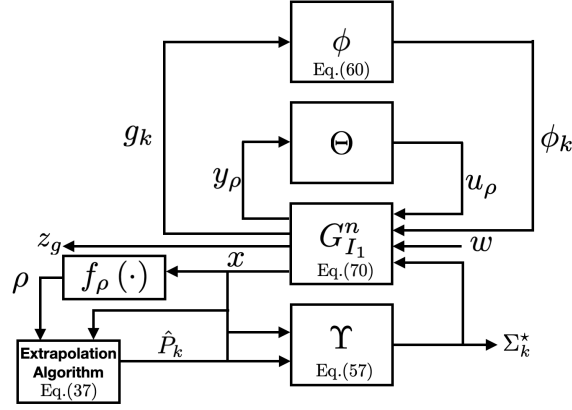 ϕ
Eq.(60)
g_k
Θ
ϕ_k
y_ρ
u_ρ
G^n_{I_1}
Eq.(70)
z_g
w
x
ρ
f_ρ (·)
Extrapolation
Algorithm
Eq.(37)
P̂_k
Υ
Eq.(57)
Σ^⋆_k